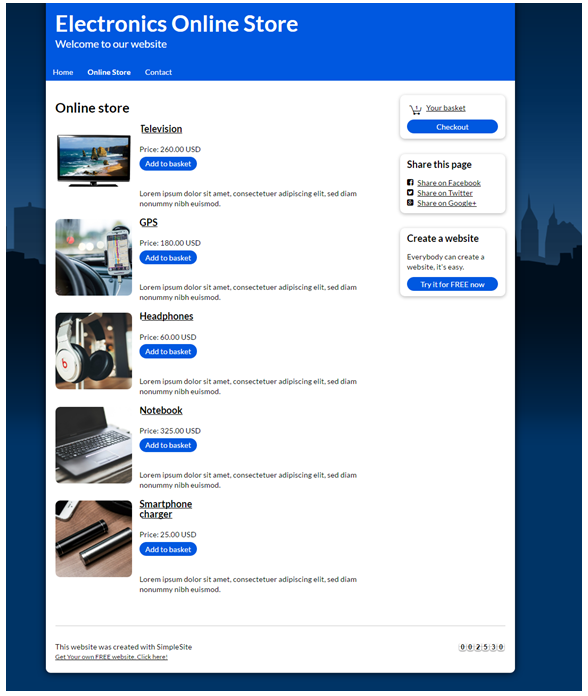 Electronics Online Store
Welcome to our website
Home
Online Store
Contact
Online store
Television
Price: 260.00 USD
Add to basket
Lorem ipsum dolor sit amet, consectetuer adipiscing elit, sed diam
nonummy nibh euismod.
GPS
Price: 180.00 USD
Add to basket
Lorem ipsum dolor sit amet, consectetuer adipiscing elit, sed diam
nonummy nibh euismod.
Headphones
Price: 60.00 USD
Add to basket
Lorem ipsum dolor sit amet, consectetuer adipiscing elit, sed diam
nonummy nibh euismod.
Notebook
Price: 325.00 USD
Add to basket
Lorem ipsum dolor sit amet, consectetuer adipiscing elit, sed diam
nonummy nibh euismod.
Smartphone
charger
Price: 25.00 USD
Add to basket
Lorem ipsum dolor sit amet, consectetuer adipiscing elit, sed diam
nonummy nibh euismod.
Your basket
Checkout
Share this page
Share on Facebook
Share on Twitter
Share on Google+
Create a website
Everybody can create a
website, it's easy.
Try it for FREE now
This website was created with SimpleSite
Get Your own FREE website. Click here!
002530